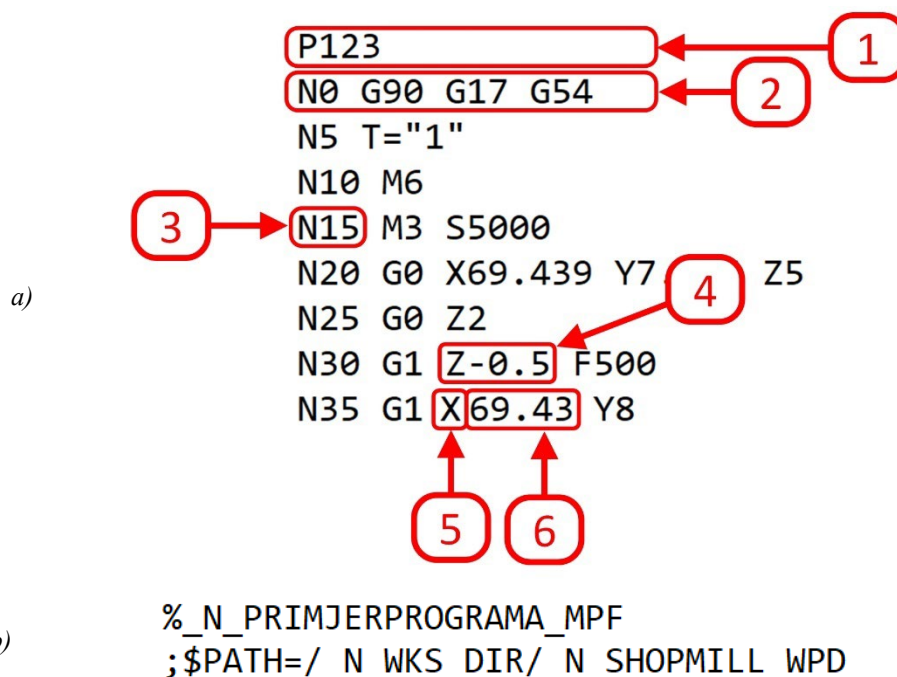 P123
1
N0 G90 G17 G54
2
N5 T="1"
N10 M6
3
N15 M3 S5000
a)
N20 G0 X69.439 Y7 Z5
4
N25 G0 Z2
N30 G1 Z-0.5 F500
N35 G1 X69.43 Y8
5
6
%_N_PRIMJERPROGRAMA_MPF
;$PATH=/ N WKS DIR/ N SHOPMILL WPD